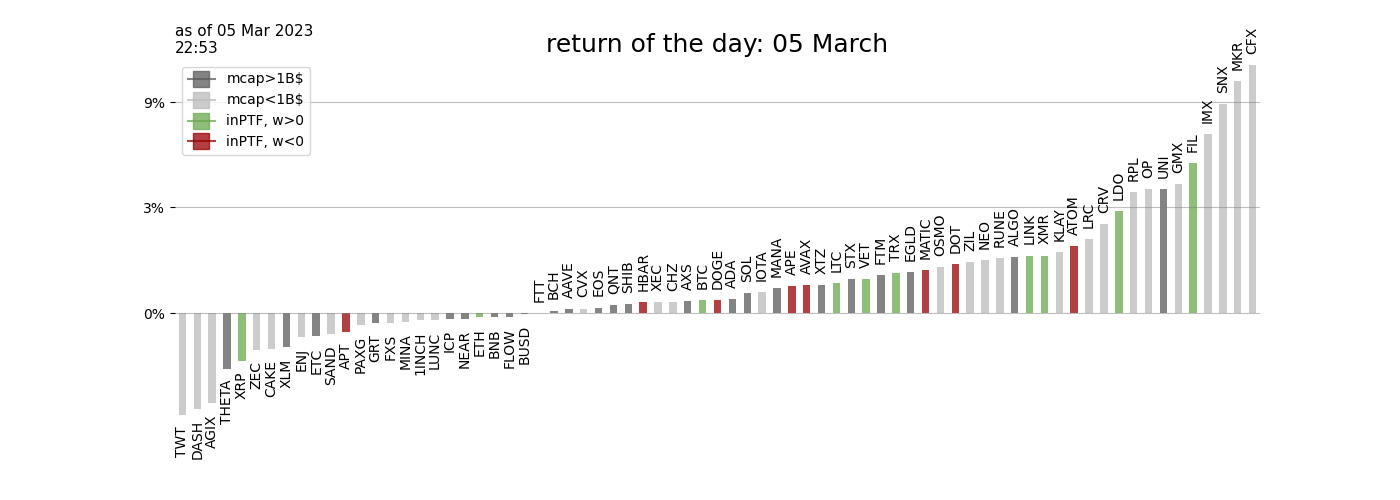 as of 05 Mar 2023
22:53
return of the day: 05 March
mcap>1B$
mcap<1B$
inPTF, w>0
inPTF, w<0
9%
3%
0%
TWT
DASH
AGIX
THETA
XRP
ZEC
CAKE
XLM
ENJ
ETC
SAND
APT
PAXG
GRT
FXS
MINA
1INCH
LUNC
ICP
NEAR
ETH
BNB
FLOW
BUSD
FTT
BCH
AAVE
CVX
EOS
QNT
SHIB
HBAR
XEC
CHZ
AXS
BTC
DOGE
ADA
SOL
IOTA
MANA
APE
AVAX
XTZ
LTC
STX
VET
FTM
TRX
EGLD
MATIC
OSMO
DOT
ZIL
NEO
RUNE
ALGO
LINK
XMR
KLAY
ATOM
LRC
CRV
LDO
RPL
OP
UNI
GMX
FIL
IMX
SNX
MKR
CFX